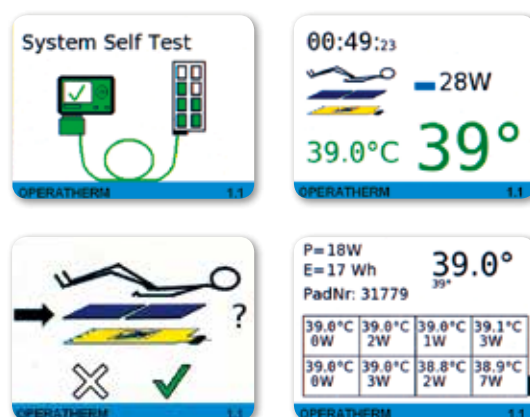 System Self Test
OPERATHERM 1.1
00:49:23
28W
39.0°C 39°
OPERATHERM 1.1
?
OPERATHERM 1.1
P=18W
E=17 Wh
39.0°
39°
PadNr: 31779
39.0°C 39.0°C 39.0°C 39.1°C
0W 2W 1W 3W
39.0°C 39.0°C 38.8°C 38.9°C
0W 3W 2W 7W
OPERATHERM 1.1